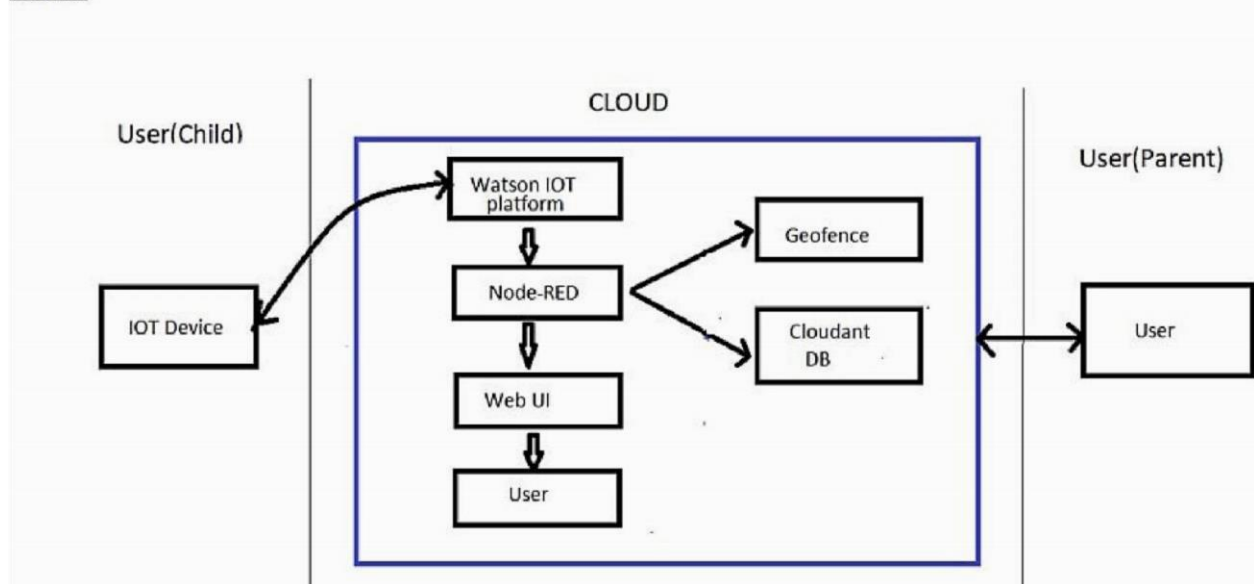 CLOUD
User(Child)
User(Parent)
Watson IOT
platform
Geofence
Node-RED
IOT Device
Cloudant
DB
User
Web UI
User